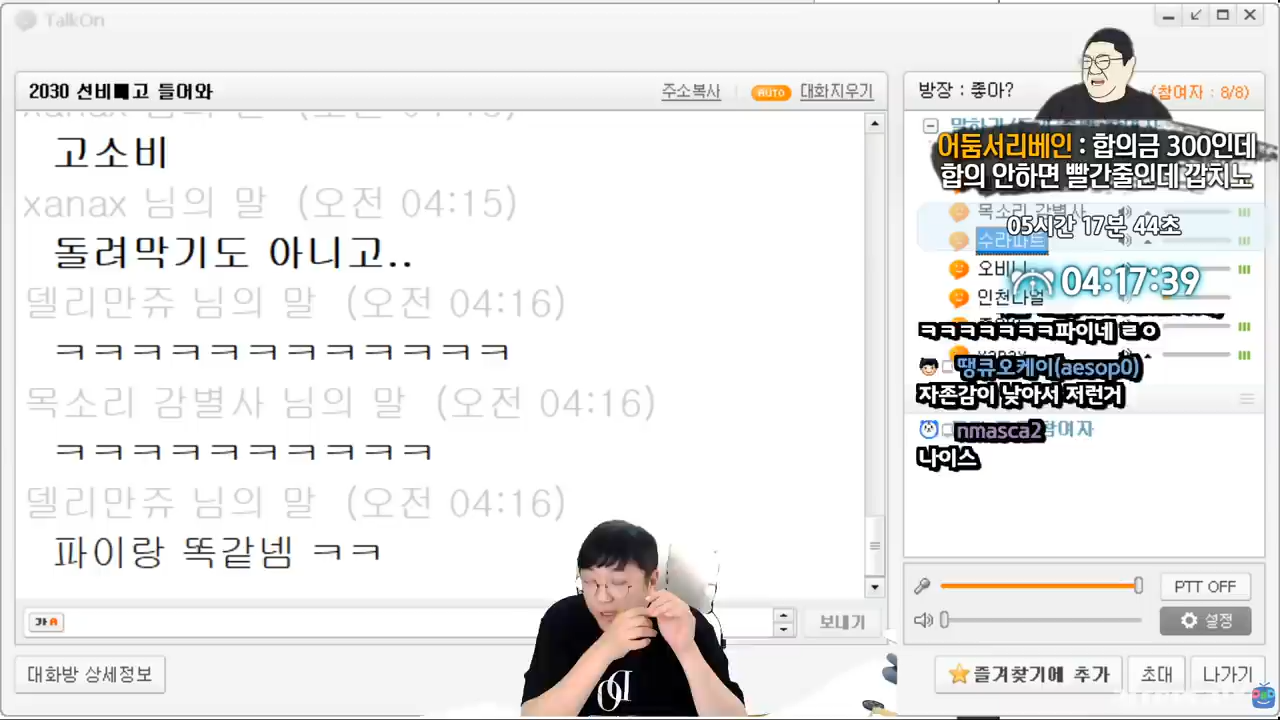 TalkOn
2030 선비■고 들어와
주소복사
AUTO
대화지우기
고소비
xanax 님의 말 (오전 04:15)
돌려막기도 아니고..
델리만쥬 님의 말 (오전 04:16)
ㅋㅋㅋㅋㅋㅋㅋㅋㅋㅋㅋㅋ
목소리 감별사 님의 말 (오전 04:16)
ㅋㅋㅋㅋㅋㅋㅋㅋㅋㅋ
델리만쥬 님의 말 (오전 04:16)
파이랑 똑같넴 ㅋㅋ
가A
보내기
대화방 상세정보
방장 : 좋아?
(참여자 : 8/8)
어둠서리베인 : 합의금 300인데
합의 안하면 빨간줄인데 깝치노
목소리 감별사
05시간 17분 44초
수라파트
오베
04:17:39
인천나얼
ㅋㅋㅋㅋㅋㅋㅋ파이네 ㄹㅇ
xanax
땡큐오케이(aesop0)
자존감이 낮아서 저런거
nmasca2
참여자
나이스
PTT OFF
설정
즐겨찾기에 추가
초대
나가기